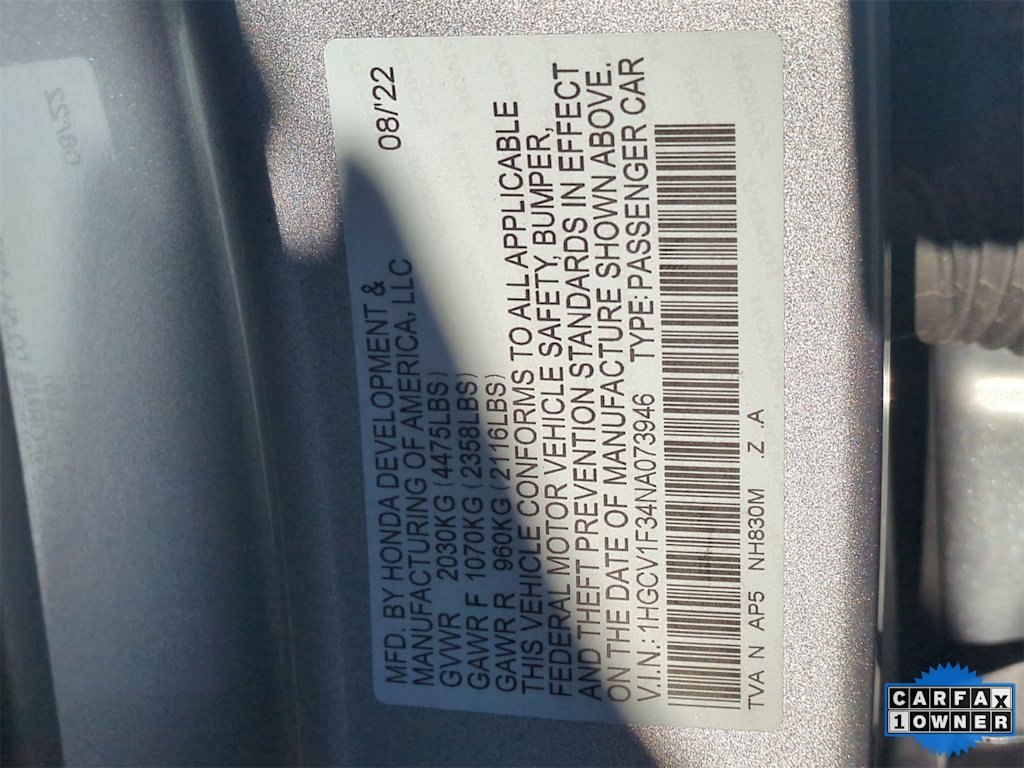 08/'22
MFD. BY HONDA DEVELOPMENT &
MANUFACTURING OF AMERICA, LLC
GVWR 2030KG (4475LBS)
GAWR F 1070KG (2358LBS)
GAWR R 960KG (2116LBS)
THIS VEHICLE CONFORMS TO ALL APPLICABLE
FEDERAL MOTOR VEHICLE SAFETY, BUMPER,
AND THEFT PREVENTION STANDARDS IN EFFECT
ON THE DATE OF MANUFACTURE SHOWN ABOVE.
V.I.N.: 1HGCV1F34NA073946 TYPE: PASSENGER CAR
TVA N AP5 NH830M .Z .A
CARFAX
1 OWNER